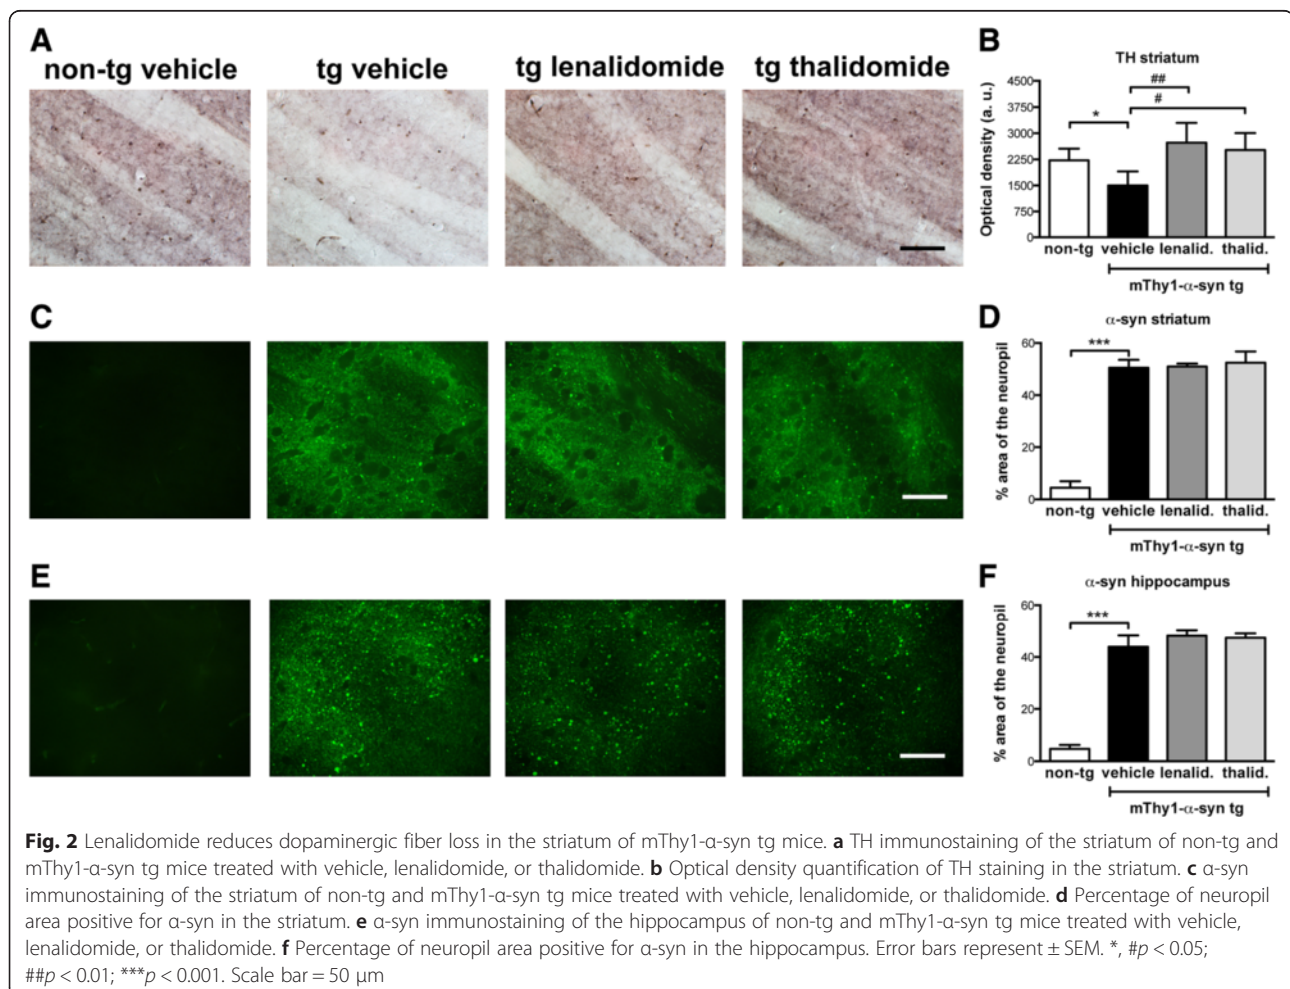 A
non-tg vehicle
tg vehicle
tg lenalidomide
tg thalidomide
B
TH striatum
Optical density (a. u.)
4500
3750
3000
2250
1500
750
0
*
##
#
non-tg vehicle lenalid. thalid.
mThy1-α-syn tg
C
D
α-syn striatum
% area of the neuropil
60
40
20
0
***
non-tg vehicle lenalid. thalid.
mThy1-α-syn tg
E
F
α-syn hippocampus
% area of the neuropil
60
40
20
0
***
non-tg vehicle lenalid. thalid.
mThy1-α-syn tg
Fig. 2 Lenalidomide reduces dopaminergic fiber loss in the striatum of mThy1-α-syn tg mice. a TH immunostaining of the striatum of non-tg and
mThy1-α-syn tg mice treated with vehicle, lenalidomide, or thalidomide. b Optical density quantification of TH staining in the striatum. c α-syn
immunostaining of the striatum of non-tg and mThy1-α-syn tg mice treated with vehicle, lenalidomide, or thalidomide. d Percentage of neuropil
area positive for α-syn in the striatum. e α-syn immunostaining of the hippocampus of non-tg and mThy1-α-syn tg mice treated with vehicle,
lenalidomide, or thalidomide. f Percentage of neuropil area positive for α-syn in the hippocampus. Error bars represent ± SEM. *, #p < 0.05;
##p < 0.01; ***p < 0.001. Scale bar = 50 μm